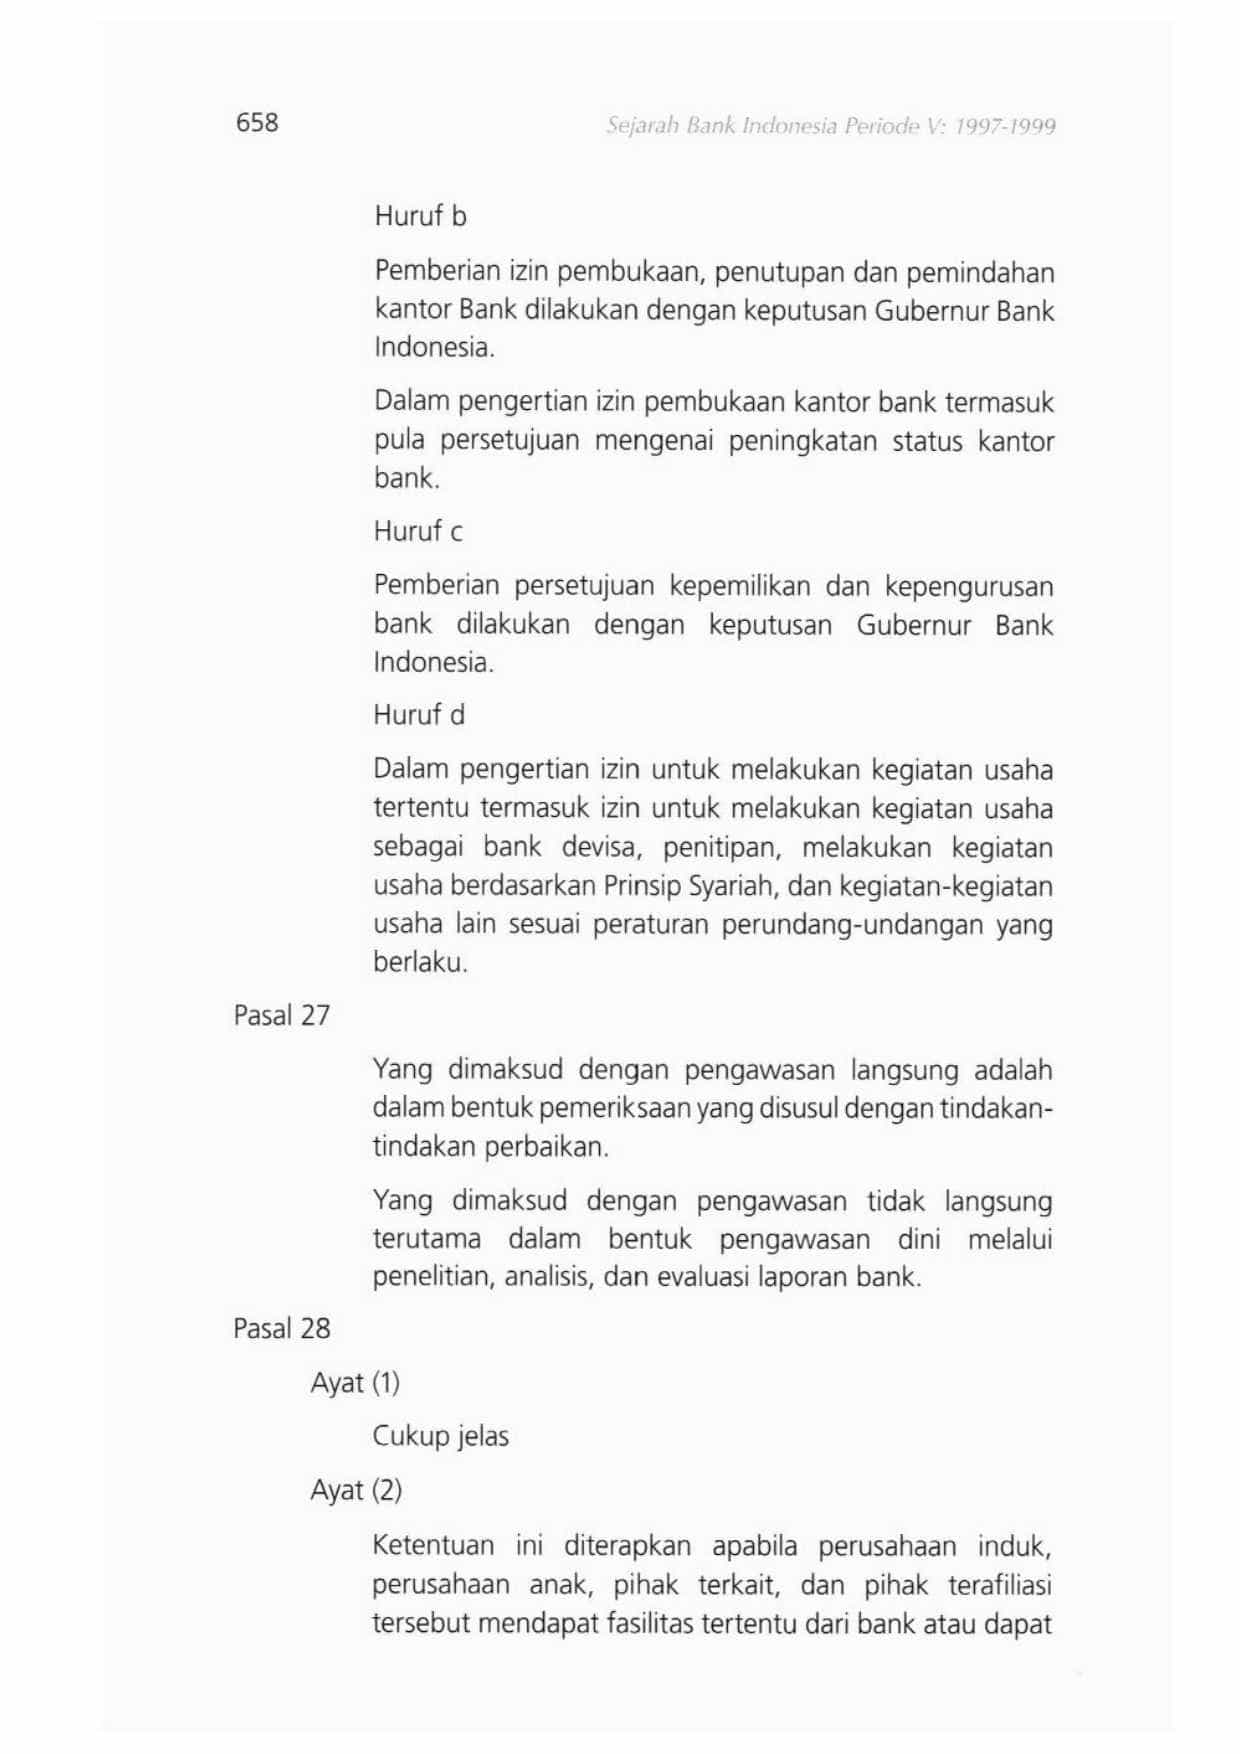 658
Sejarah Bank Indonesia Periode V: 1997-1999
Huruf b
Pemberian izin pembukaan, penutupan dan pemindahan
kantor Bank dilakukan dengan keputusan Gubernur Bank
Indonesia.
Dalam pengertian izin pembukaan kantor bank termasuk
pula persetujuan mengenai peningkatan status kantor
bank.
Huruf c
Pemberian persetujuan kepemilikan dan kepengurusan
bank dilakukan dengan keputusan Gubernur Bank
Indonesia.
Huruf d
Dalam pengertian izin untuk melakukan kegiatan usaha
tertentu termasuk izin untuk melakukan kegiatan usaha
sebagai bank devisa, penitipan, melakukan kegiatan
usaha berdasarkan Prinsip Syariah, dan kegiatan-kegiatan
usaha lain sesuai peraturan perundang-undangan yang
berlaku.
Pasal 27
Yang dimaksud dengan pengawasan langsung adalah
dalam bentuk pemeriksaan yang disusul dengan tindakan-
tindakan perbaikan.
Yang dimaksud dengan pengawasan tidak langsung
terutama dalam bentuk pengawasan dini melalui
penelitian, analisis, dan evaluasi laporan bank.
Pasal 28
Ayat (1)
Cukup jelas
Ayat (2)
Ketentuan ini diterapkan apabila perusahaan induk,
perusahaan anak, pihak terkait, dan pihak terafiliasi
tersebut mendapat fasilitas tertentu dari bank atau dapat